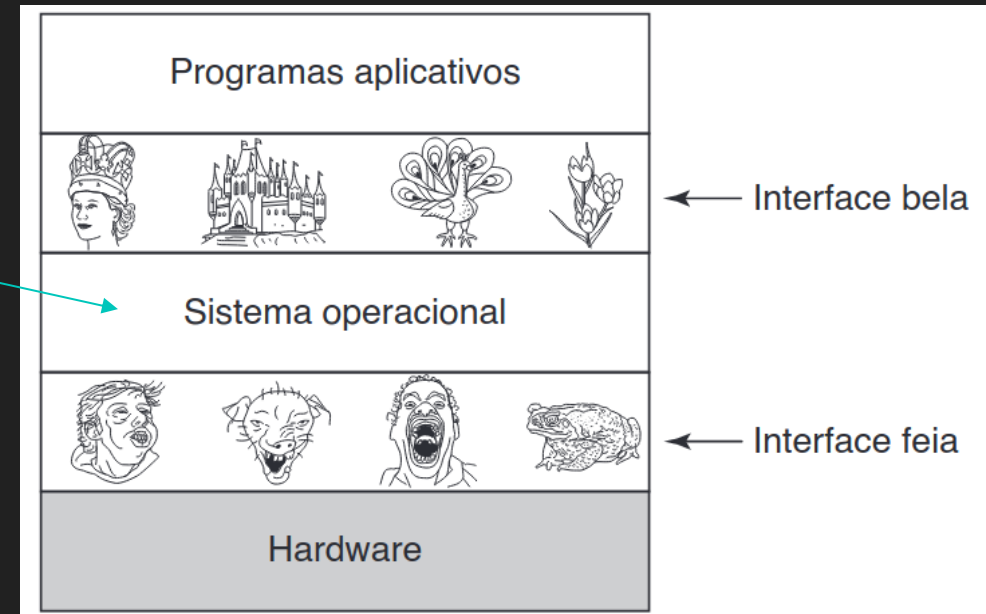 Programas aplicativos
Interface bela
Sistema operacional
Interface feia
Hardware